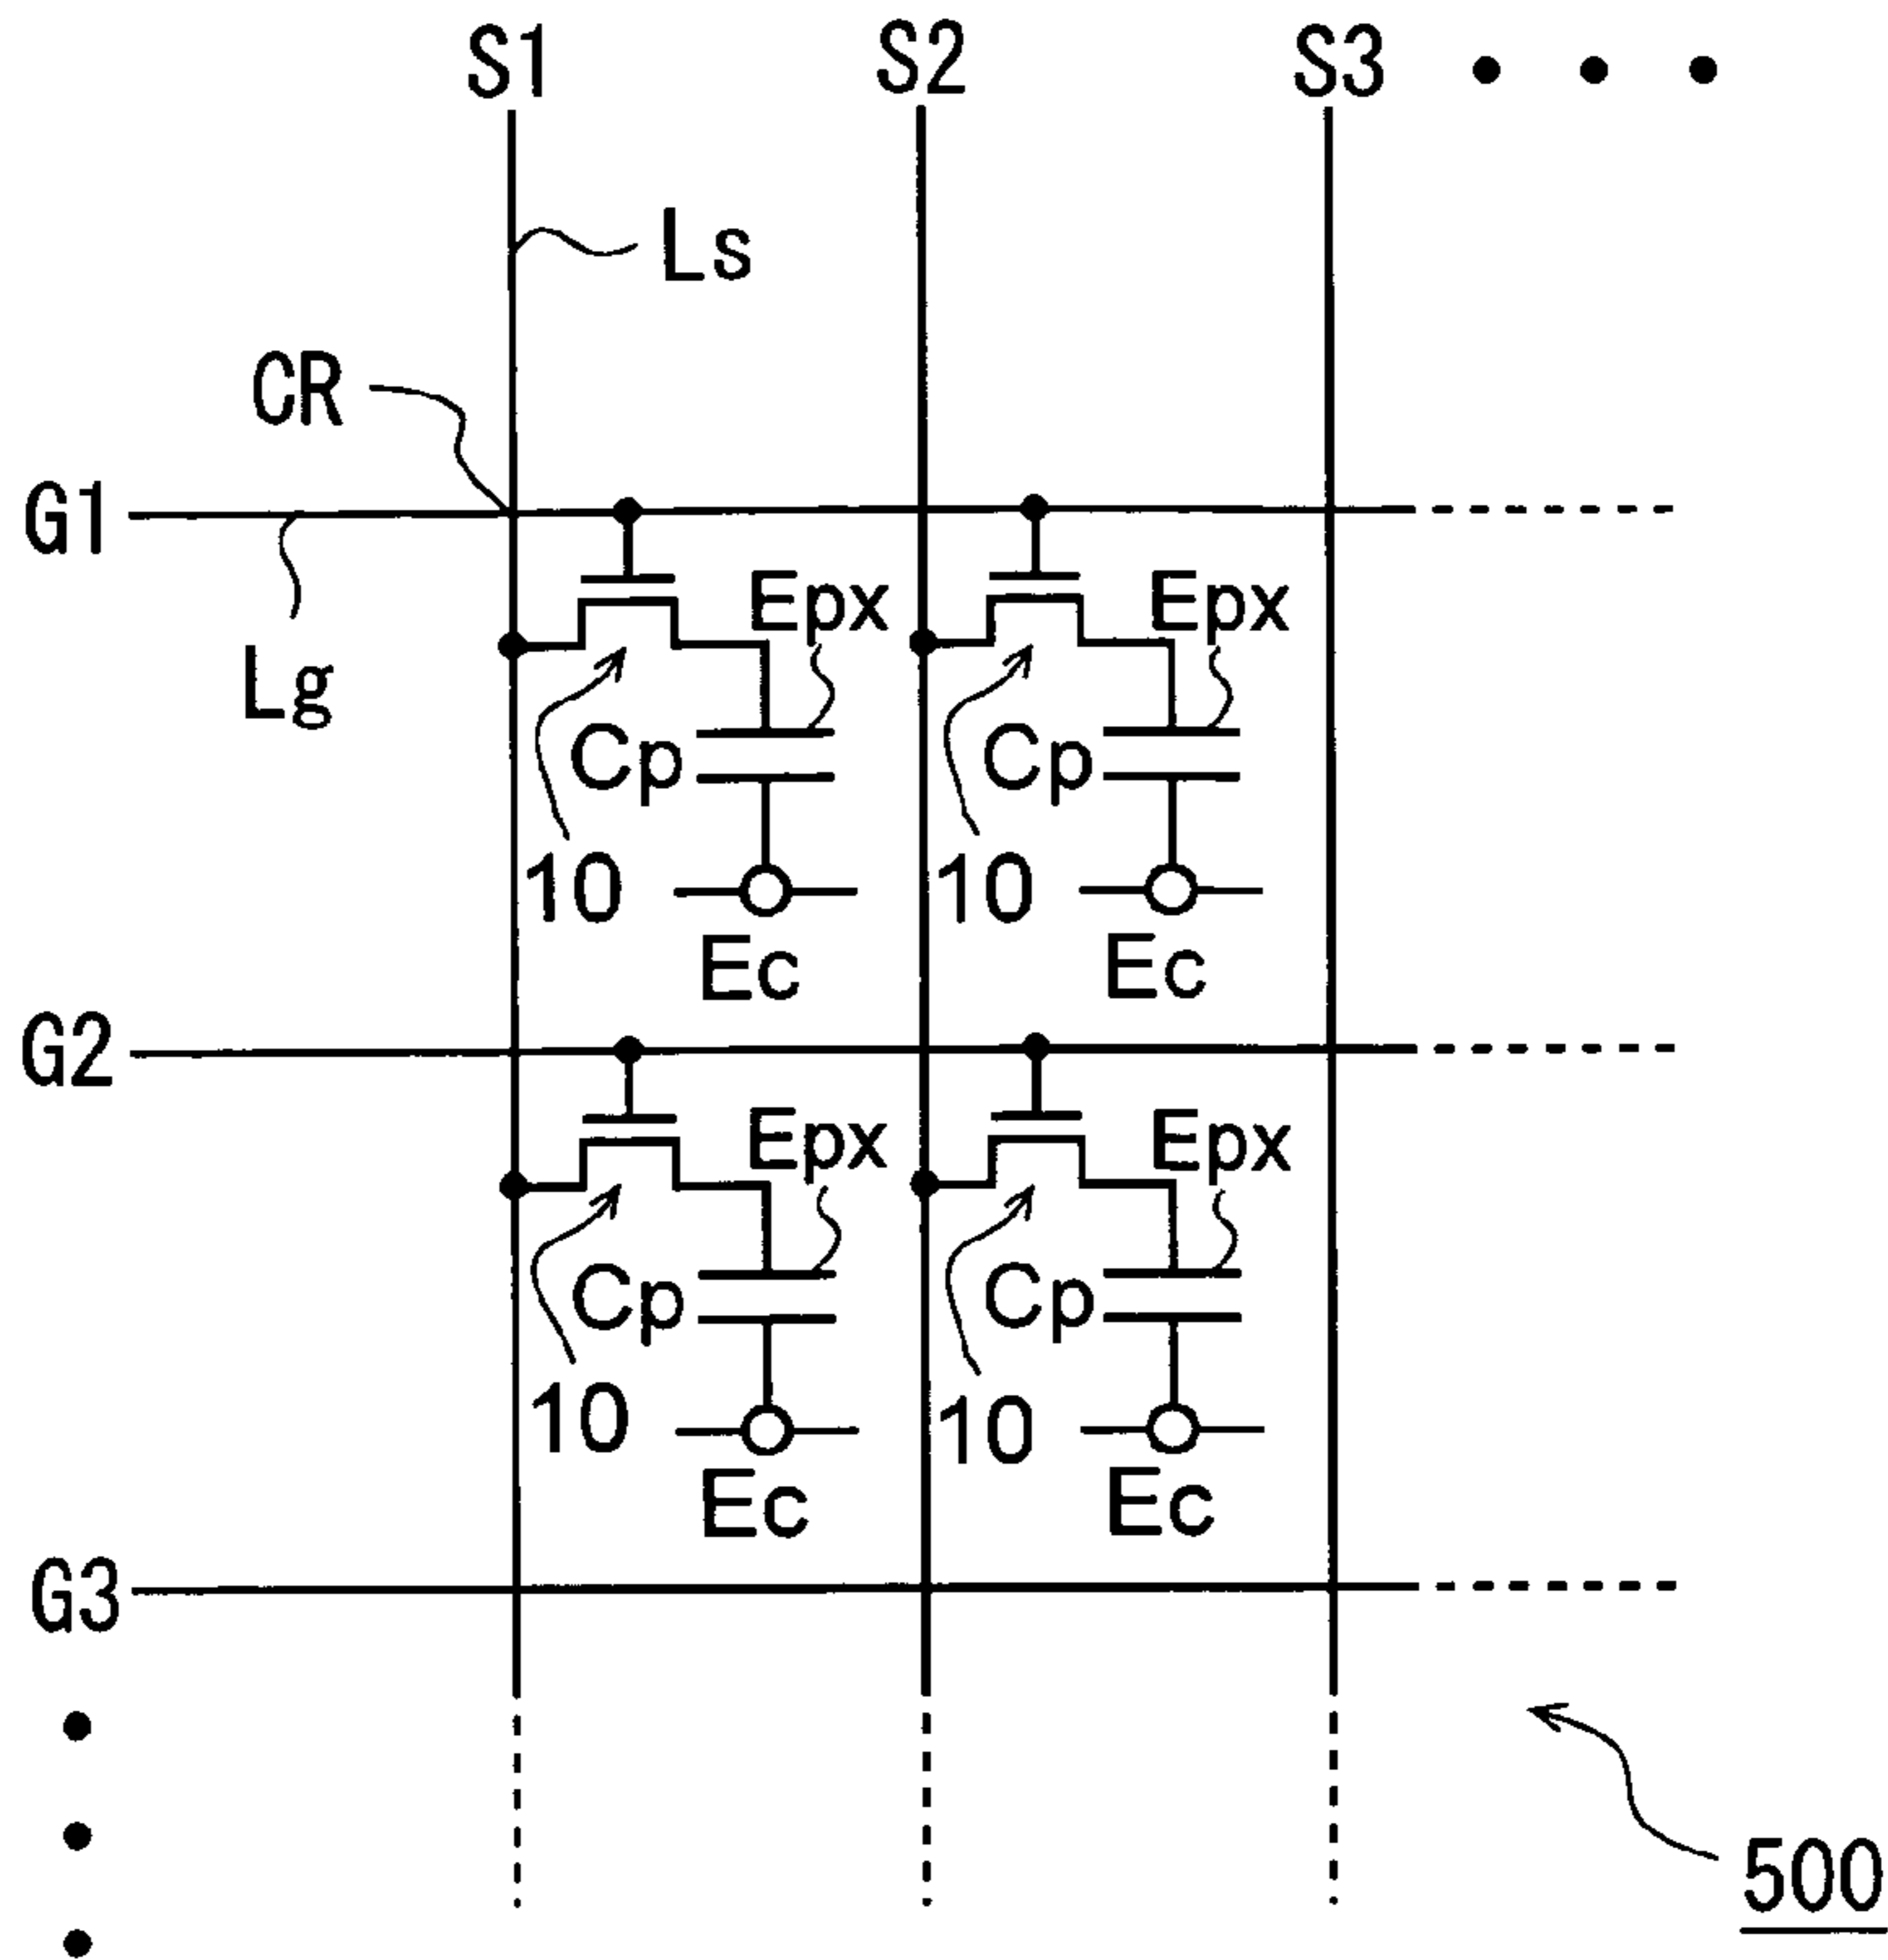 S1 S2 S3 • • •
Ls
CR
G1
Epx Epx
Lg
Cp Cp
10 10
Ec Ec
G2
Epx Epx
Cp Cp
10 10
Ec Ec
G3
500